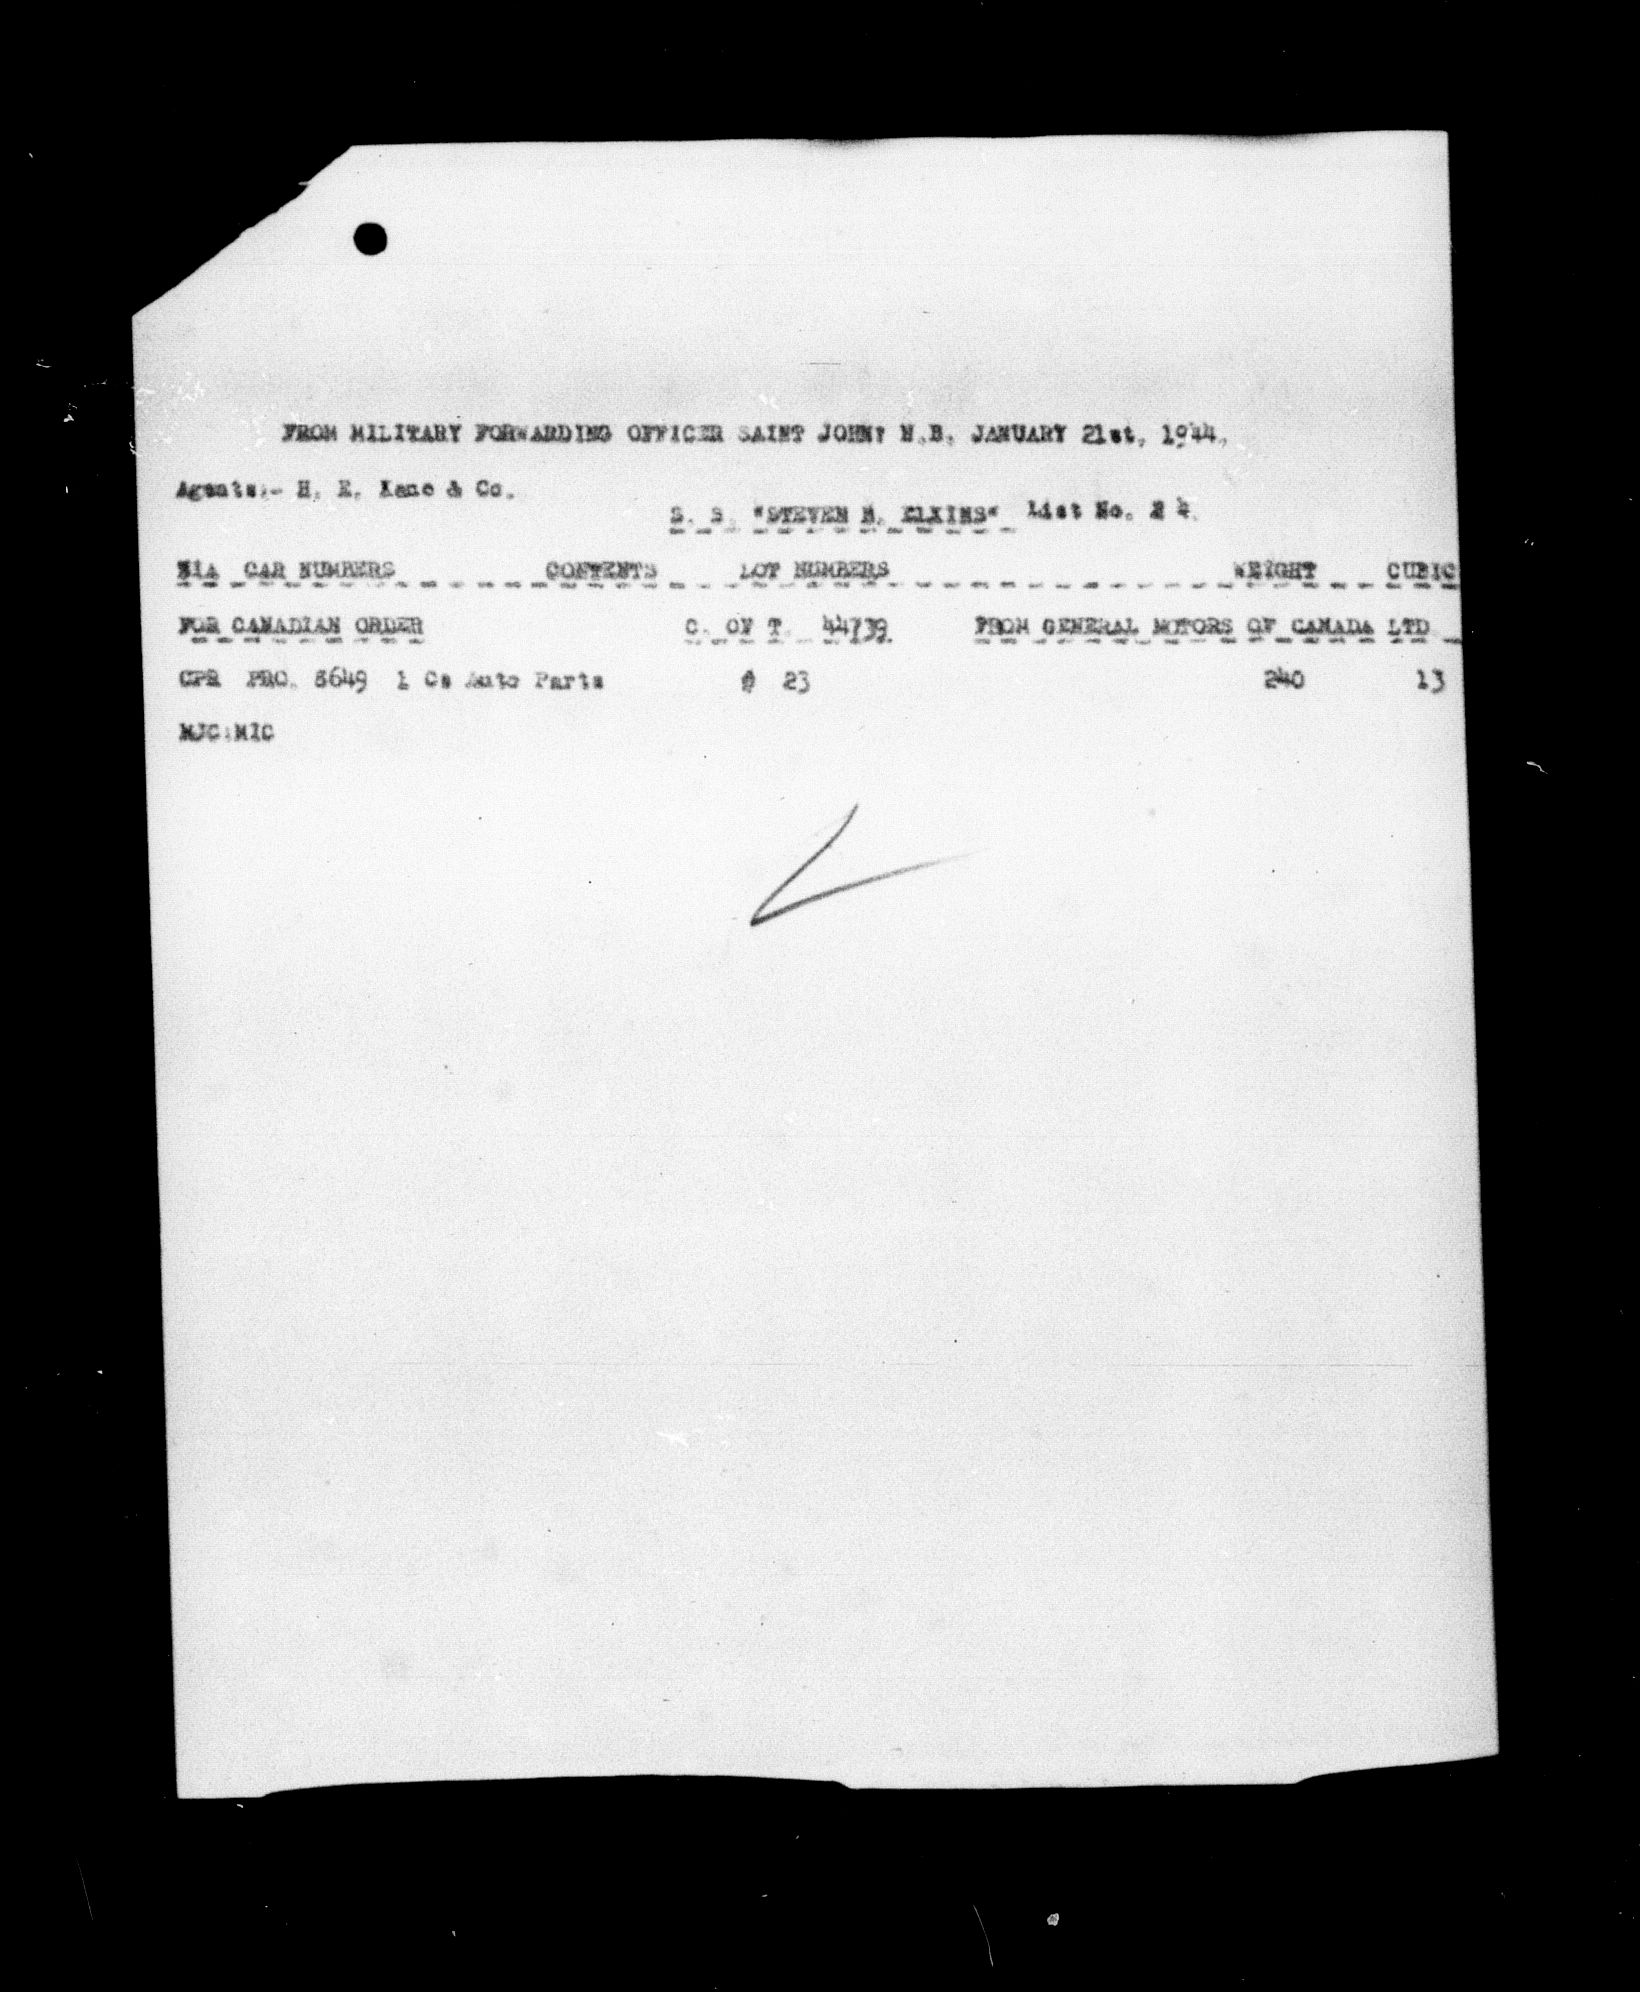 FROM MILITARY FORWARDING OFFICER SAINT JOHN, N.B. JANUARY 21st, 1944.
Agents:- H. E. Kane & Co.
S. S. "STEVEN B. ELKINS" List No.
VIA CAR NUMBERS CONTENTS LOT NUMBERS WEIGHT CUBIC
FOR CANADIAN ORDER C. OF T. 44739. FROM GENERAL MOTORS OF CANADA LTD
CPR PRO. 8649 1 Cs Auto Parts # 23 240 13
MJC:MIC